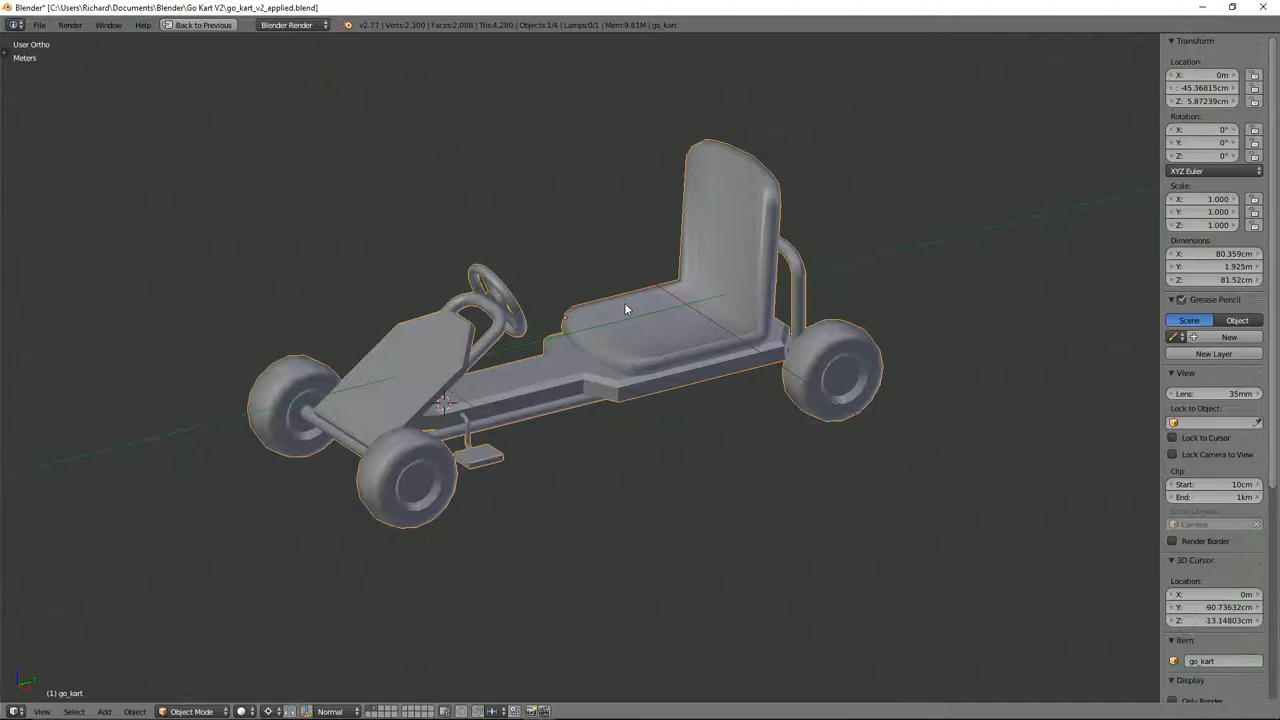 Blender* [C:\Users\Richard\Documents\Blender\Go Kart V2\go_kart_v2_applied.blend]
File Render Window Help Back to Previous Blender Render v2.77 | Verts:2,300 | Faces:2,088 | Tris:4,280 | Objects:1/4 | Lamps:0/1 | Mem:9.81M | go_kart
User Ortho
Meters
Transform
Location:
X: 0m
: -45.36815cm
Z: 5.87239cm
Rotation:
X: 0°
Y: 0°
Z: 0°
XYZ Euler
Scale:
X: 1.000
Y: 1.000
Z: 1.000
Dimensions:
X: 80.359cm
Y: 1.925m
Z: 81.52cm
Grease Pencil
Scene Object
New
New Layer
View
Lens: 35mm
Lock to Object:
Lock to Cursor
Lock Camera to View
Clip:
Start: 10cm
End: 1km
Local Camera:
Camera
Render Border
3D Cursor
Location:
X: 0m
Y: -90.73632cm
Z: -13.14803cm
Item
go_kart
Display
Only Render
(1) go_kart
View Select Add Object Object Mode Normal